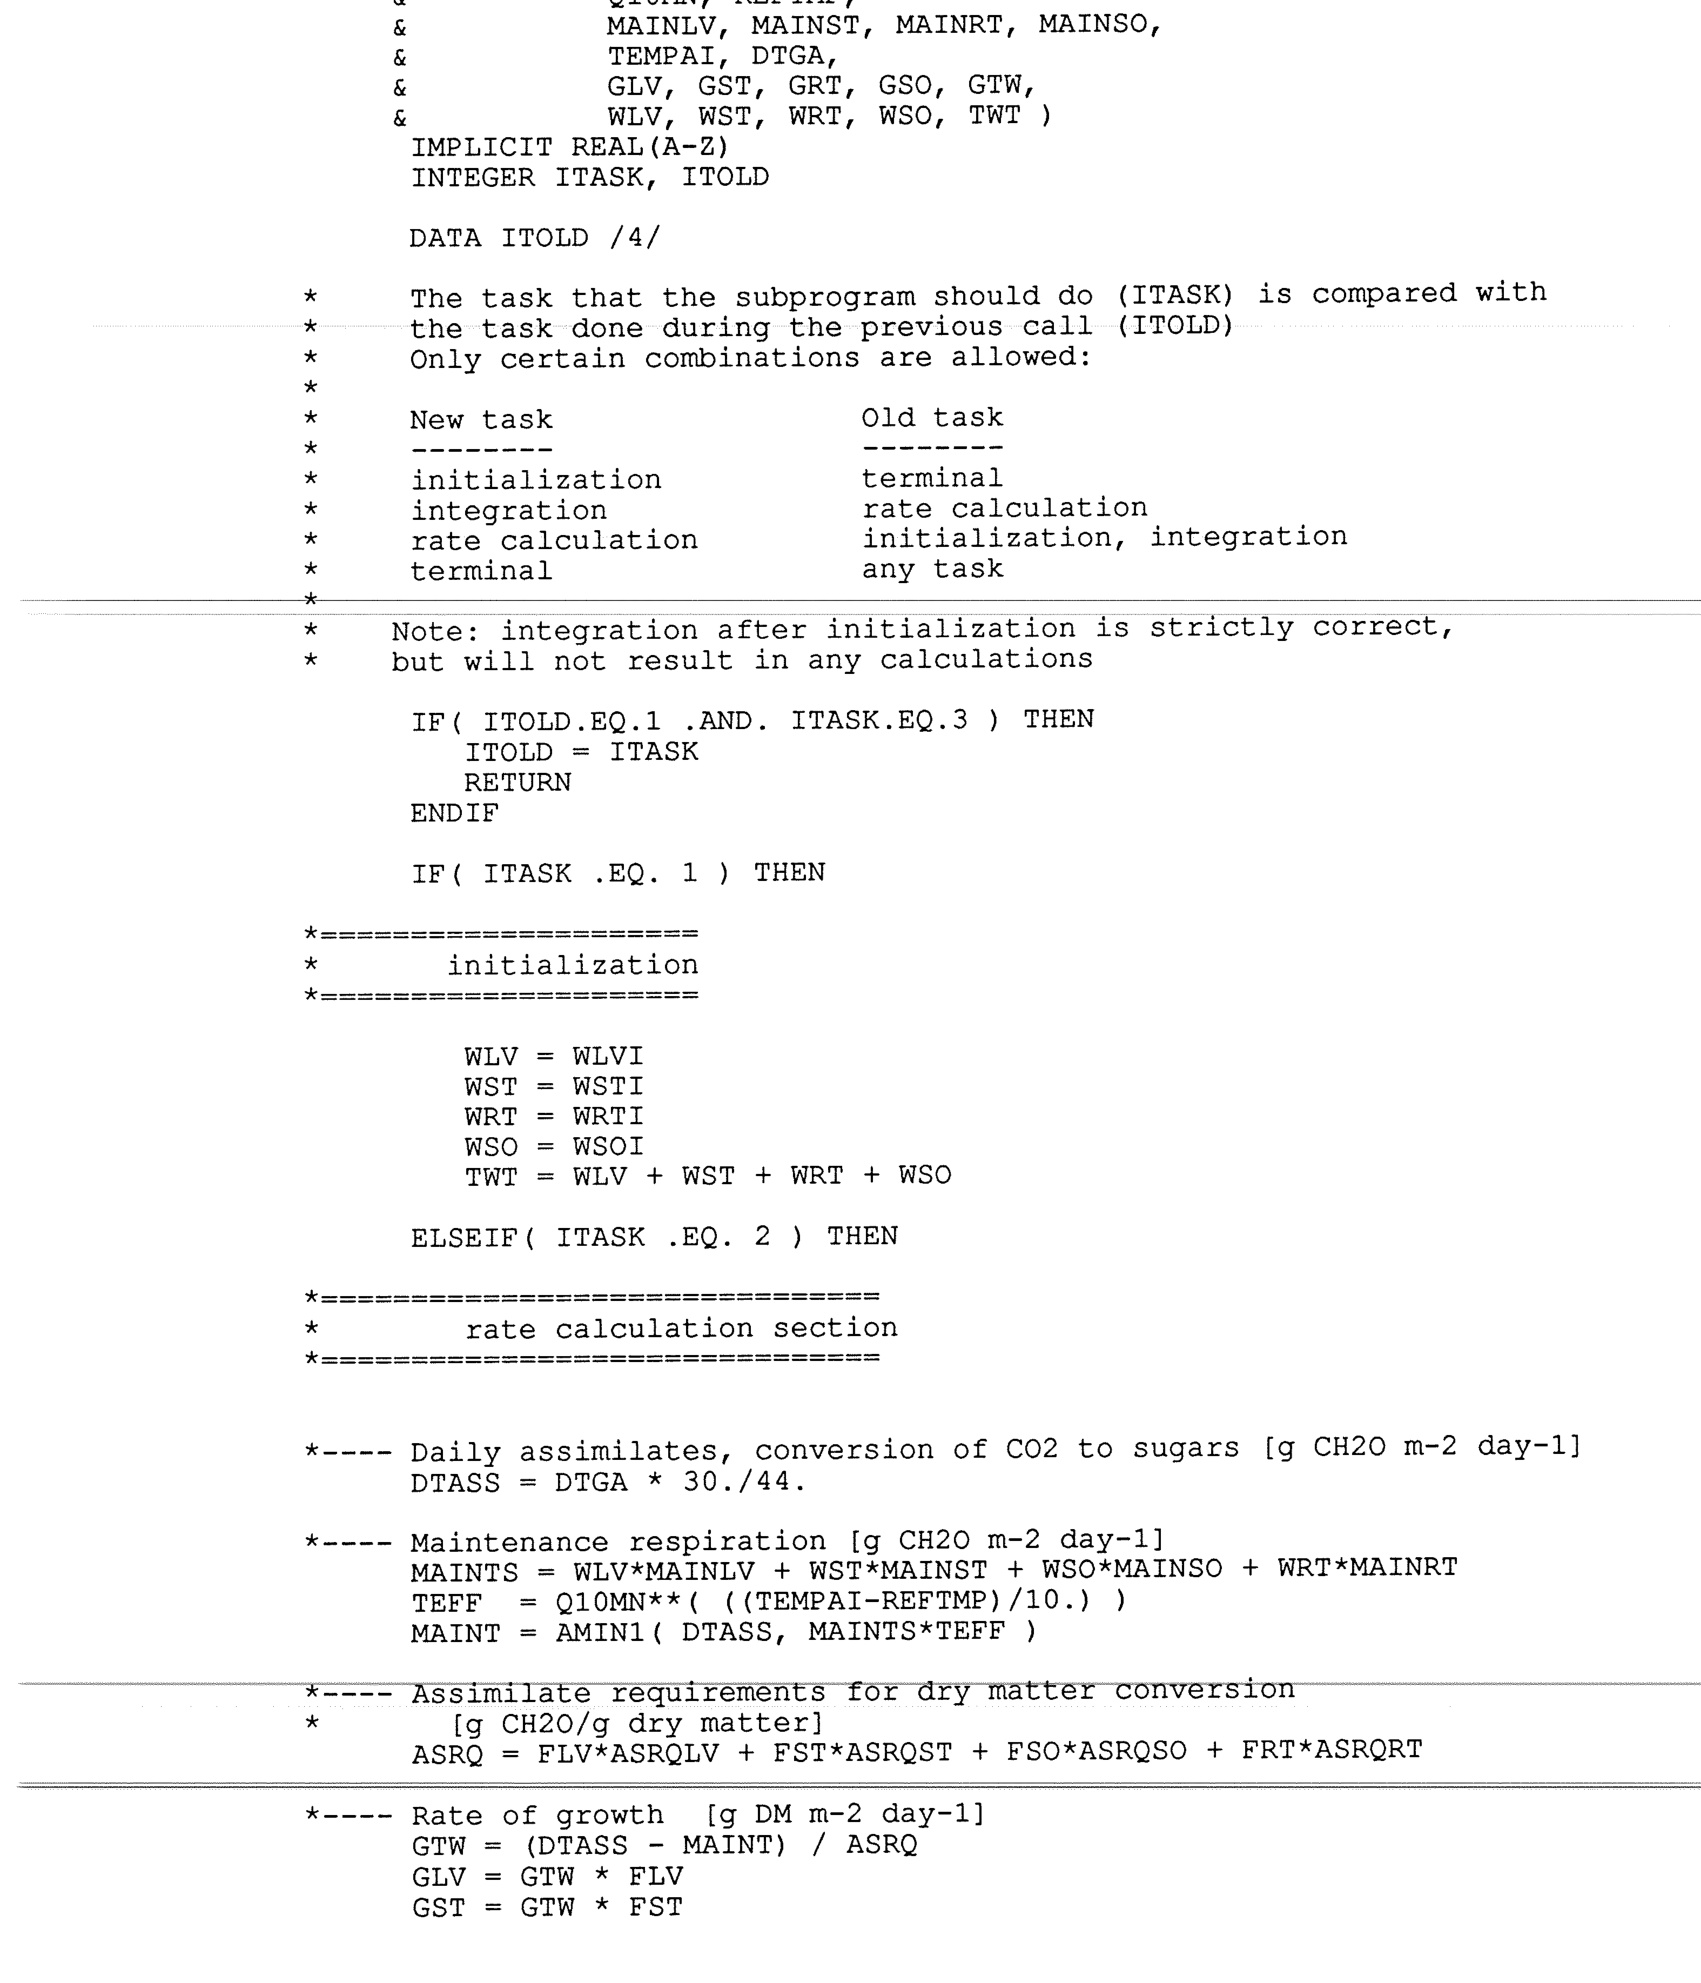 &           Q10MN, REFTMP,
&           MAINLV, MAINST, MAINRT, MAINSO,
&           TEMPAI, DTGA,
&           GLV, GST, GRT, GSO, GTW,
&           WLV, WST, WRT, WSO, TWT )
      IMPLICIT REAL(A-Z)
      INTEGER ITASK, ITOLD

      DATA ITOLD /4/

*     The task that the subprogram should do (ITASK) is compared with
*     the task done during the previous call (ITOLD)
*     Only certain combinations are allowed:
*
*     New task                 Old task
*     --------                 --------
*     initialization           terminal
*     integration              rate calculation
*     rate calculation         initialization, integration
*     terminal                 any task
*
*    Note: integration after initialization is strictly correct,
*    but will not result in any calculations

      IF( ITOLD.EQ.1 .AND. ITASK.EQ.3 ) THEN
         ITOLD = ITASK
         RETURN
      ENDIF

      IF( ITASK .EQ. 1 ) THEN

*=====================
*       initialization
*=====================

         WLV = WLVI
         WST = WSTI
         WRT = WRTI
         WSO = WSOI
         TWT = WLV + WST + WRT + WSO

      ELSEIF( ITASK .EQ. 2 ) THEN

*===============================
*        rate calculation section
*===============================

*---- Daily assimilates, conversion of CO2 to sugars [g CH2O m-2 day-1]
      DTASS = DTGA * 30./44.

*---- Maintenance respiration [g CH2O m-2 day-1]
      MAINTS = WLV*MAINLV + WST*MAINST + WSO*MAINSO + WRT*MAINRT
      TEFF  = Q10MN**( ((TEMPAI-REFTMP)/10.) )
      MAINT = AMIN1( DTASS, MAINTS*TEFF )

*---- Assimilate requirements for dry matter conversion
*       [g CH2O/g dry matter]
      ASRQ = FLV*ASRQLV + FST*ASRQST + FSO*ASRQSO + FRT*ASRQRT

*---- Rate of growth  [g DM m-2 day-1]
      GTW = (DTASS - MAINT) / ASRQ
      GLV = GTW * FLV
      GST = GTW * FST